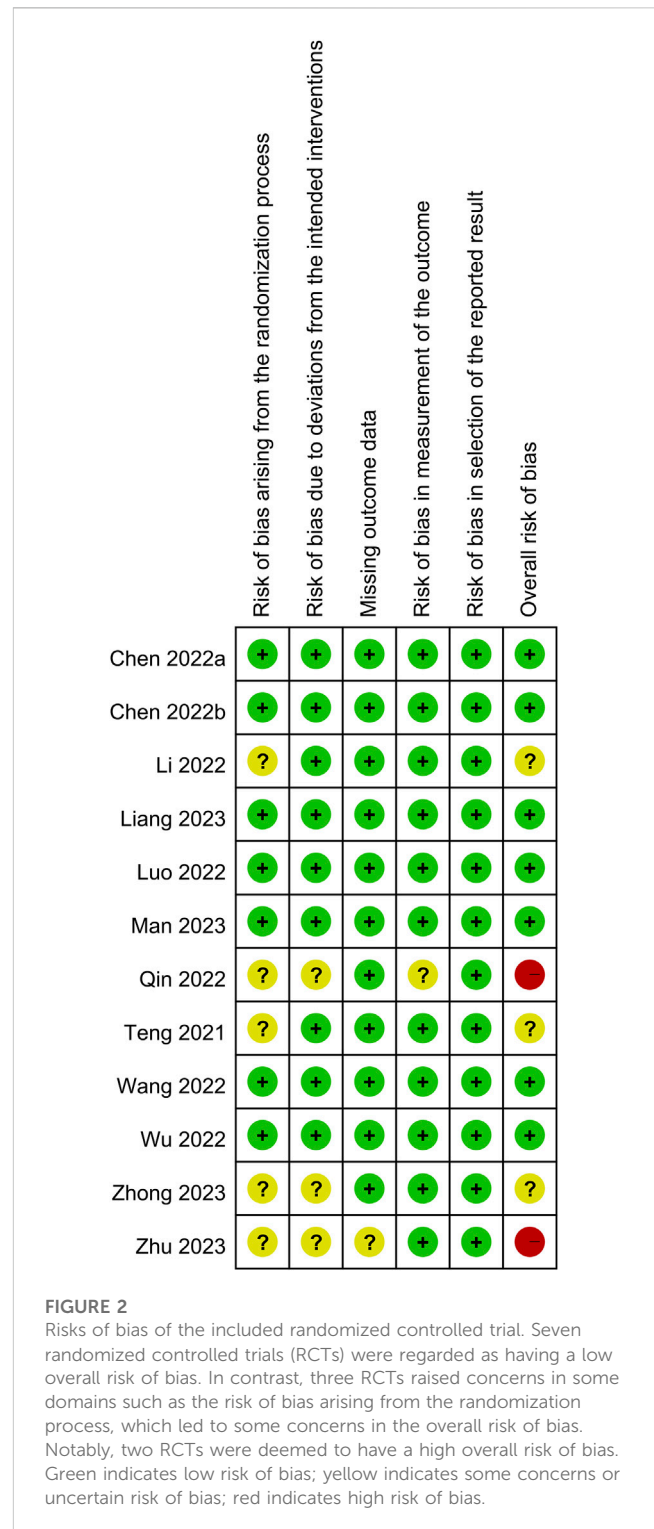 Risk of bias arising from the randomization process
Risk of bias due to deviations from the intended interventions
Missing outcome data
Risk of bias in measurement of the outcome
Risk of bias in selection of the reported result
Overall risk of bias
Chen 2022a + + + + + +
Chen 2022b + + + + + +
Li 2022 ? + + + + ?
Liang 2023 + + + + + +
Luo 2022 + + + + + +
Man 2023 + + + + + +
Qin 2022 ? ? + ? + -
Teng 2021 ? + + + + ?
Wang 2022 + + + + + +
Wu 2022 + + + + + +
Zhong 2023 ? ? + + + ?
Zhu 2023 ? ? ? + + -
FIGURE 2
Risks of bias of the included randomized controlled trial. Seven
randomized controlled trials (RCTs) were regarded as having a low
overall risk of bias. In contrast, three RCTs raised concerns in some
domains such as the risk of bias arising from the randomization
process, which led to some concerns in the overall risk of bias.
Notably, two RCTs were deemed to have a high overall risk of bias.
Green indicates low risk of bias; yellow indicates some concerns or
uncertain risk of bias; red indicates high risk of bias.